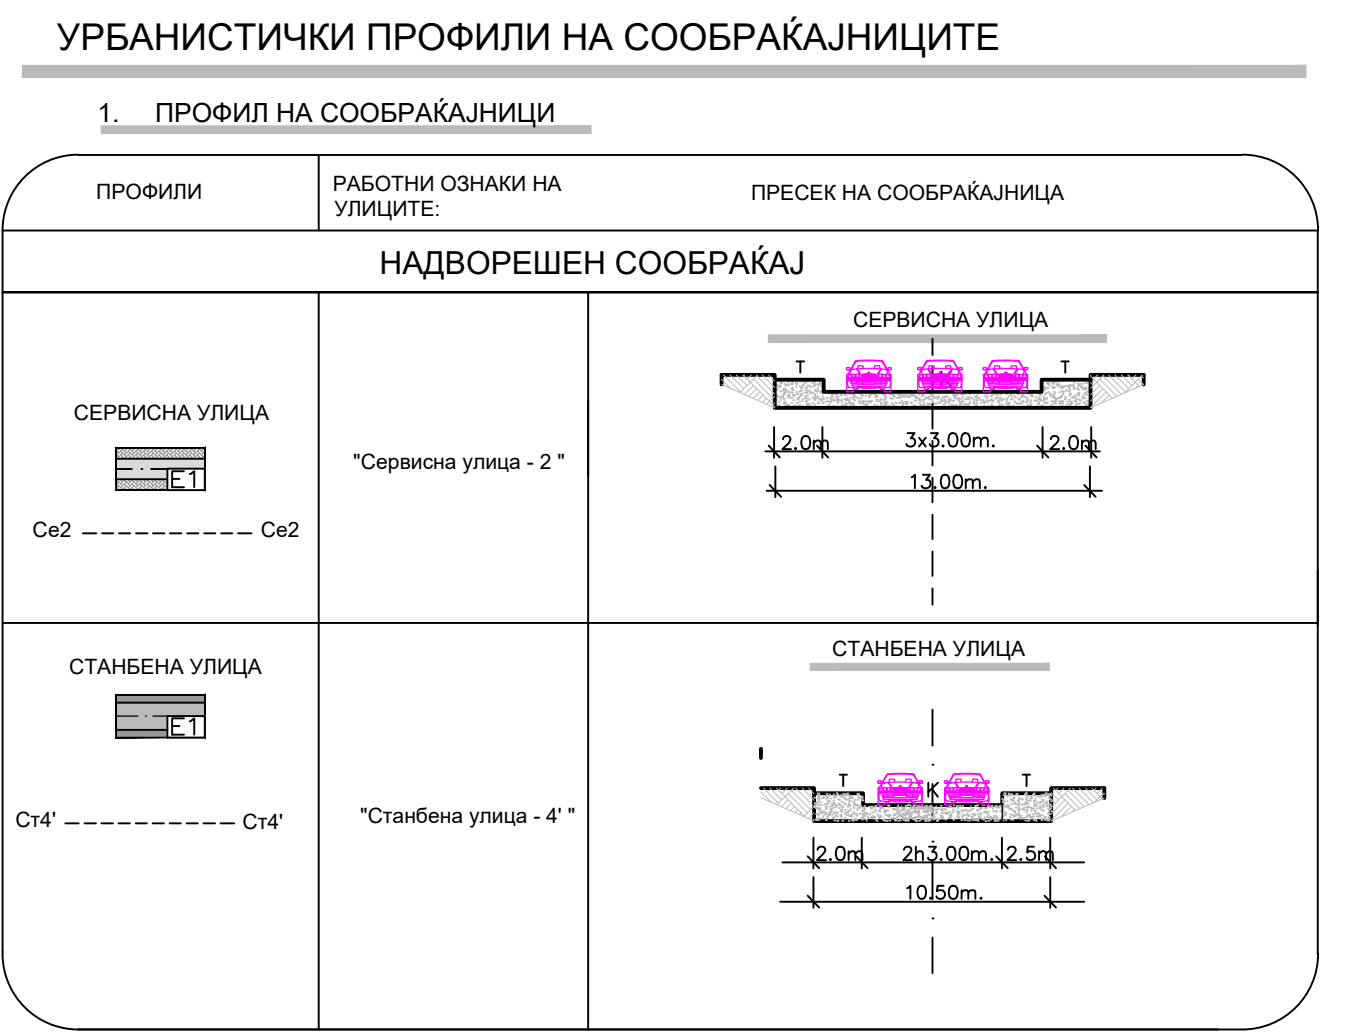 УРБАНИСТИЧКИ ПРОФИЛИ НА СООБРАЌАЈНИЦИТЕ
1. ПРОФИЛ НА СООБРАЌАЈНИЦИ
ПРОФИЛИ
РАБОТНИ ОЗНАКИ НА
УЛИЦИТЕ:
ПРЕСЕК НА СООБРАЌАЈНИЦА
НАДВОРЕШЕН СООБРАЌАЈ
СЕРВИСНА УЛИЦА
E1
Се2 Се2
"Сервисна улица - 2 "
СЕРВИСНА УЛИЦА
Т Т
2.0m 3x3.00m. 2.0m
13.00m.
СТАНБЕНА УЛИЦА
E1
Ст4' Ст4'
"Станбена улица - 4' "
СТАНБЕНА УЛИЦА
Т К Т
2.0m 2h3.00m. 2.5m
10.50m.